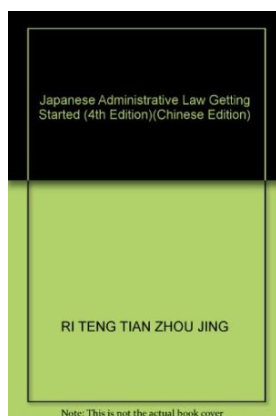 Japanese Administrative Law Getting
Started (4th Edition)(Chinese Edition)
RI TENG TIAN ZHOU JING
Note: This is not the actual book cover